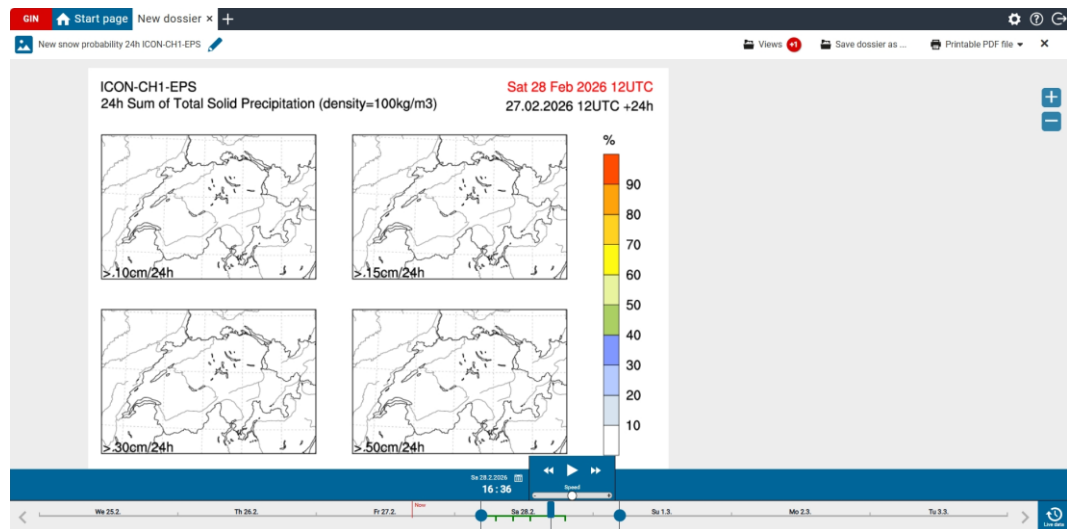 GIN Start page New dossier × +
New snow probability 24h ICON-CH1-EPS Views +1 Save dossier as ... Printable PDF file ×
ICON-CH1-EPS Sat 28 Feb 2026 12UTC
24h Sum of Total Solid Precipitation (density=100kg/m3) 27.02.2026 12UTC +24h
%
90
80
70
60
50
40
30
20
10
>.10cm/24h >.15cm/24h
>.30cm/24h >.50cm/24h
Sa 28.2.2026
16 : 36
Speed
- +
We 25.2. Th 26.2. Fr 27.2. Now Sa 28.2. Su 1.3. Mo 2.3. Tu 3.3.
Live data